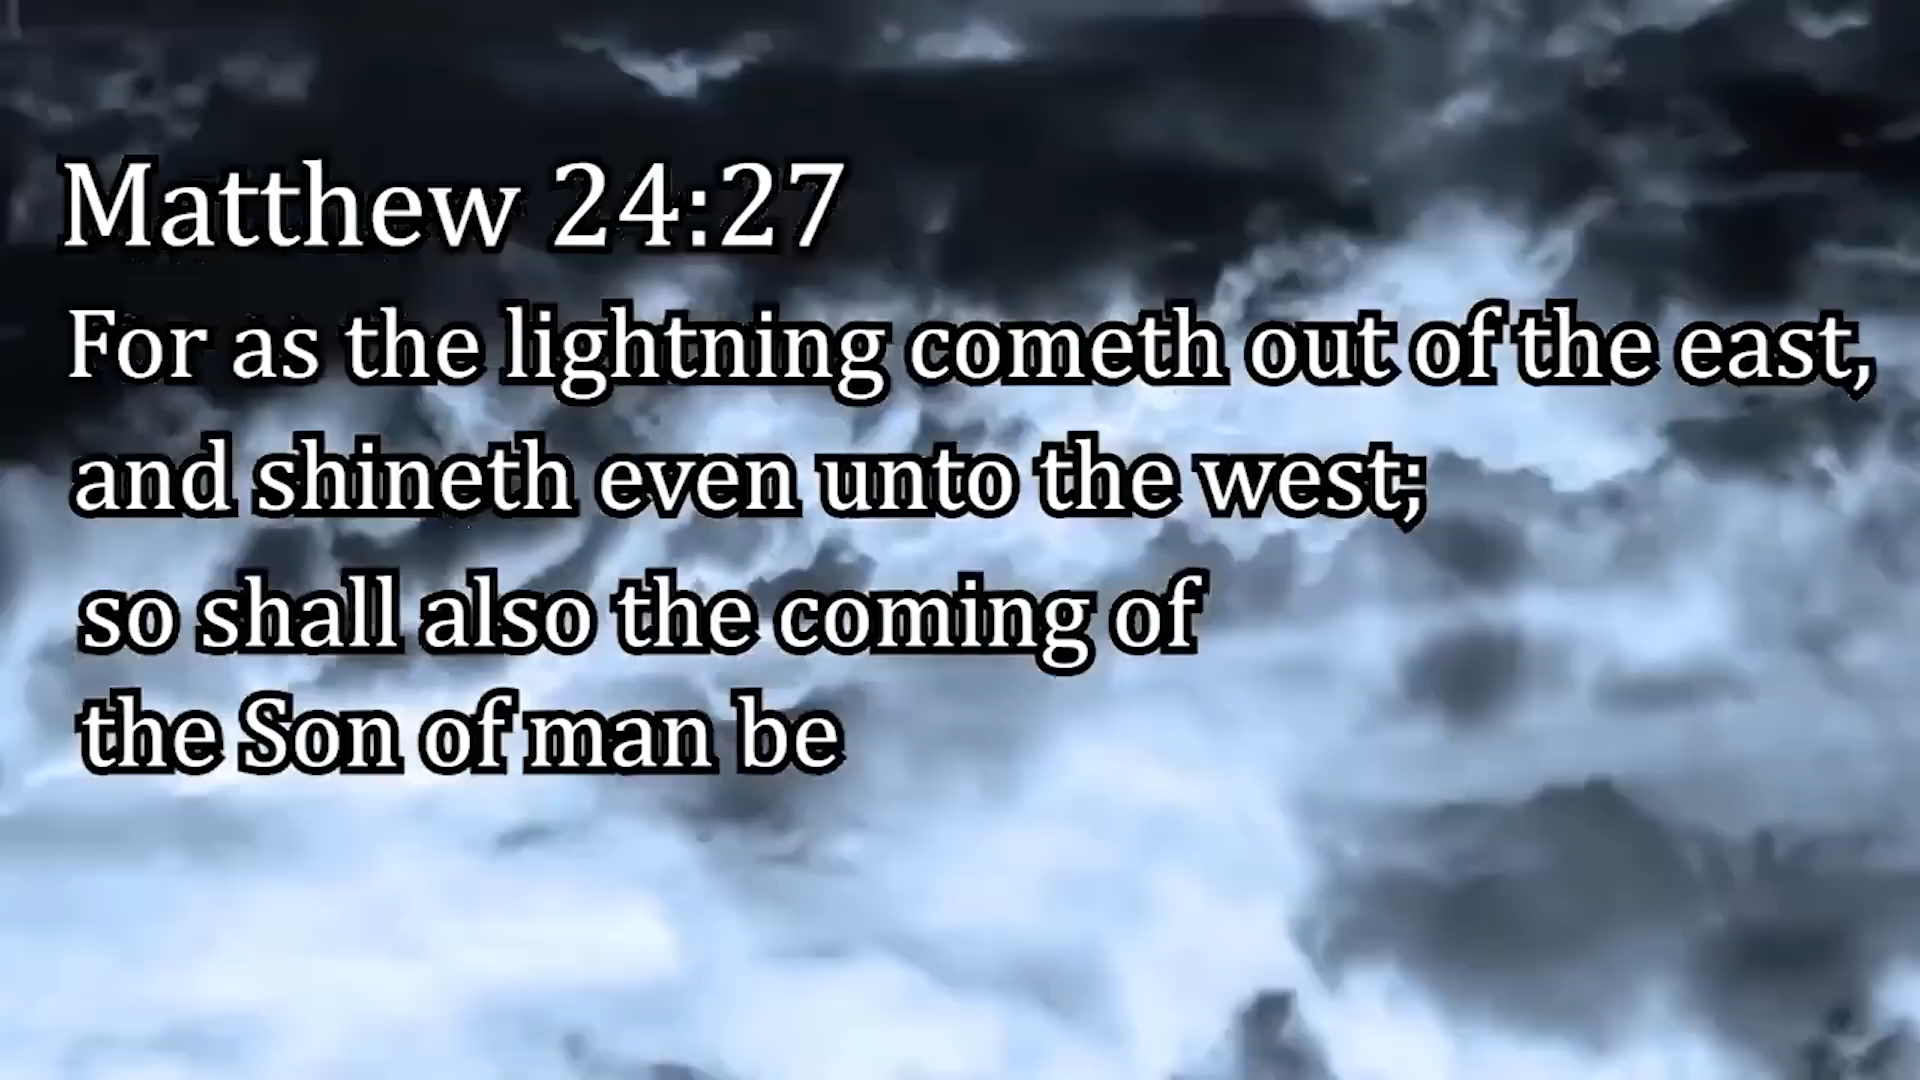 Matthew 24:27
For as the lightning cometh out of the east,
and shineth even unto the west;
so shall also the coming of
the Son of man be